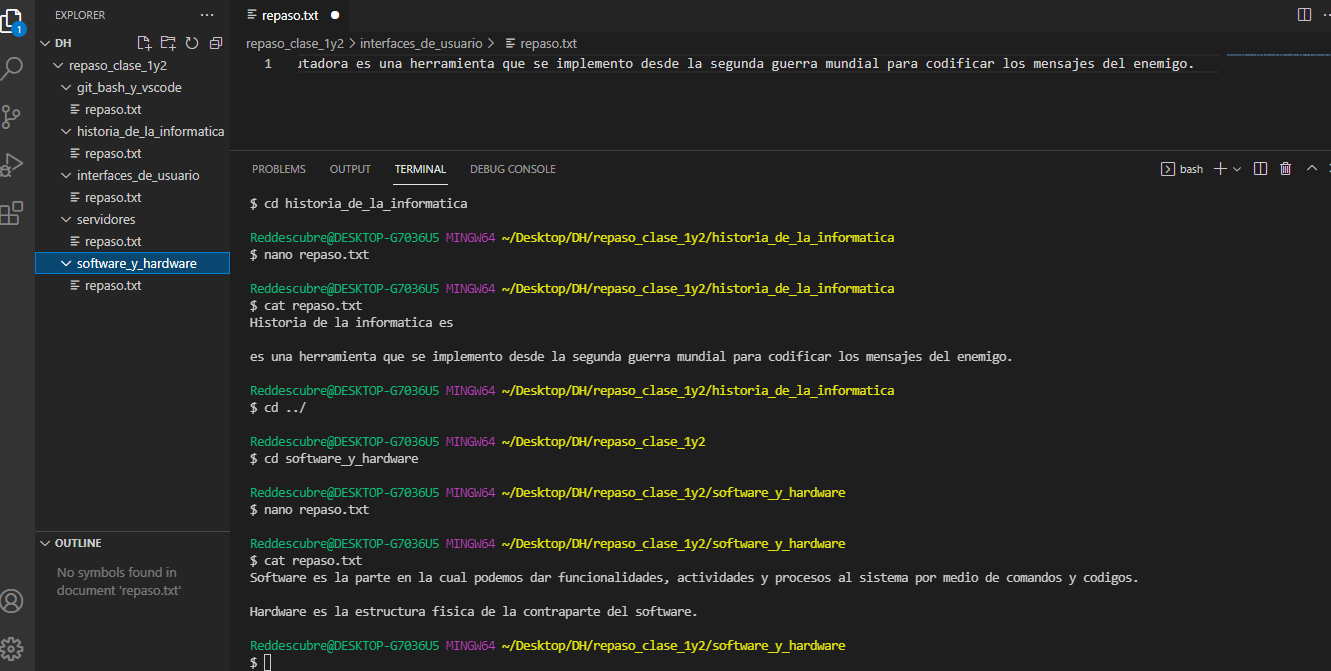 EXPLORER
DH
repaso_clase_1y2
git_bash_y_vscode
repaso.txt
historia_de_la_informatica
repaso.txt
interfaces_de_usuario
repaso.txt
servidores
repaso.txt
software_y_hardware
repaso.txt
OUTLINE
No symbols found in
document 'repaso.txt'
1
repaso.txt
repaso_clase_1y2 > interfaces_de_usuario > repaso.txt
1 utadora es una herramienta que se implemento desde la segunda guerra mundial para codificar los mensajes del enemigo.
PROBLEMS OUTPUT TERMINAL DEBUG CONSOLE
bash
$ cd historia_de_la_informatica
Reddescubre@DESKTOP-G7036U5 MINGW64 ~/Desktop/DH/repaso_clase_1y2/historia_de_la_informatica
$ nano repaso.txt
Reddescubre@DESKTOP-G7036U5 MINGW64 ~/Desktop/DH/repaso_clase_1y2/historia_de_la_informatica
$ cat repaso.txt
Historia de la informatica es
es una herramienta que se implemento desde la segunda guerra mundial para codificar los mensajes del enemigo.
Reddescubre@DESKTOP-G7036U5 MINGW64 ~/Desktop/DH/repaso_clase_1y2/historia_de_la_informatica
$ cd ../
Reddescubre@DESKTOP-G7036U5 MINGW64 ~/Desktop/DH/repaso_clase_1y2
$ cd software_y_hardware
Reddescubre@DESKTOP-G7036U5 MINGW64 ~/Desktop/DH/repaso_clase_1y2/software_y_hardware
$ nano repaso.txt
Reddescubre@DESKTOP-G7036U5 MINGW64 ~/Desktop/DH/repaso_clase_1y2/software_y_hardware
$ cat repaso.txt
Software es la parte en la cual podemos dar funcionalidades, actividades y procesos al sistema por medio de comandos y codigos.
Hardware es la estructura fisica de la contraparte del software.
Reddescubre@DESKTOP-G7036U5 MINGW64 ~/Desktop/DH/repaso_clase_1y2/software_y_hardware
$